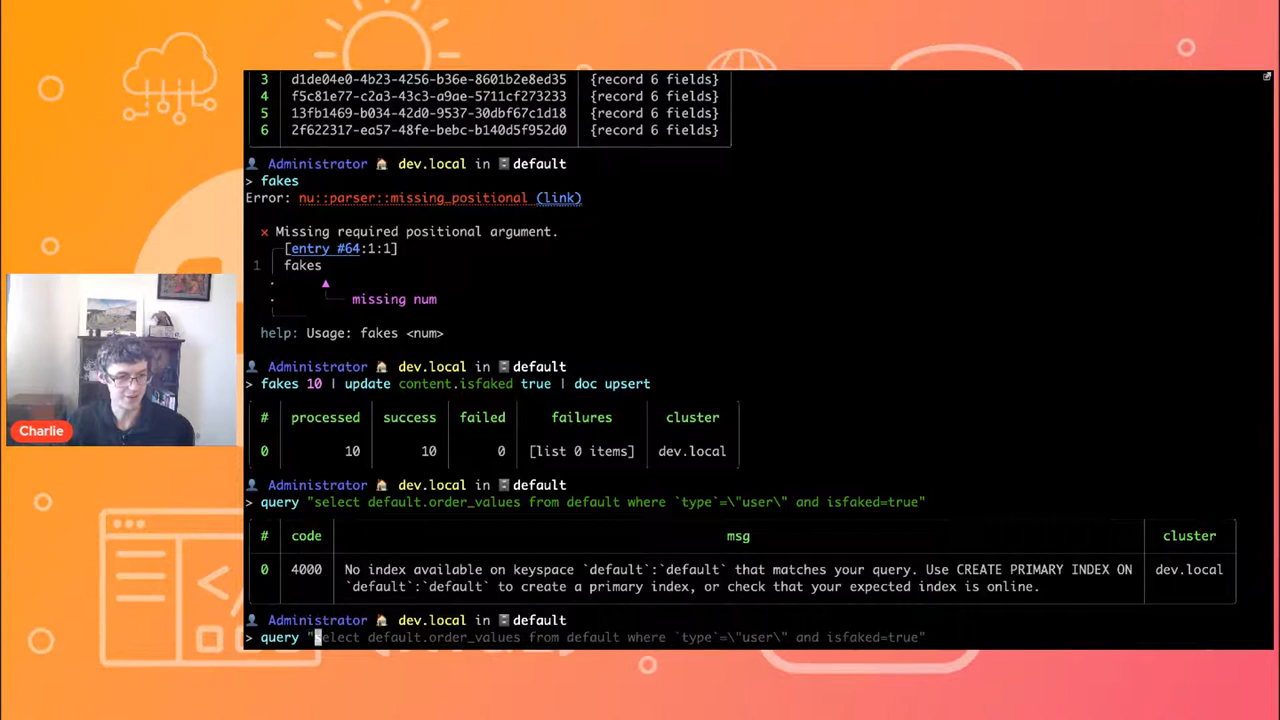 3 d1de04e0-4b23-4256-b36e-8601b2e8ed35 {record 6 fields}
4 f5c81e77-c2a3-43c3-a9ae-5711cf273233 {record 6 fields}
5 13fb1469-b034-42d0-9537-30dbf67c1d18 {record 6 fields}
6 2f622317-ea57-48fe-bebc-b140d5f952d0 {record 6 fields}
Administrator dev.local in default
> fakes
Error: nu::parser::missing_positional (link)
× Missing required positional argument.
[entry #64:1:1]
1 fakes
missing num
help: Usage: fakes <num>
Administrator dev.local in default
> fakes 10 | update content.isfaked true | doc upsert
# processed success failed failures cluster
0 10 10 0 [list 0 items] dev.local
Administrator dev.local in default
> query "select default.order_values from default where `type`=\"user\" and isfaked=true"
# code msg cluster
0 4000 No index available on keyspace `default`:`default` that matches your query. Use CREATE PRIMARY INDEX ON dev.local
`default`:`default` to create a primary index, or check that your expected index is online.
Administrator dev.local in default
> query "select default.order_values from default where `type`=\"user\" and isfaked=true"
Charlie